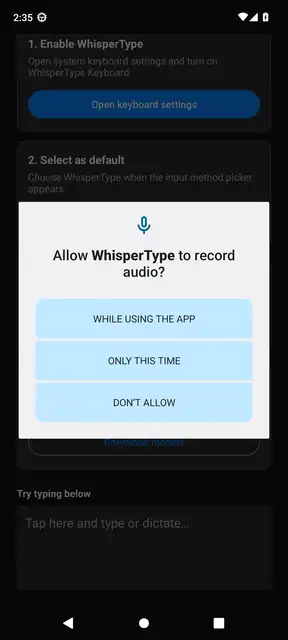 2:35
1. Enable WhisperType
Open system keyboard settings and turn on
WhisperType Keyboard
Open keyboard settings
2. Select as default
Choose WhisperType when the input method picker
appears.
Allow WhisperType to record
audio?
WHILE USING THE APP
ONLY THIS TIME
DON'T ALLOW
Download models
Try typing below
Tap here and type or dictate...